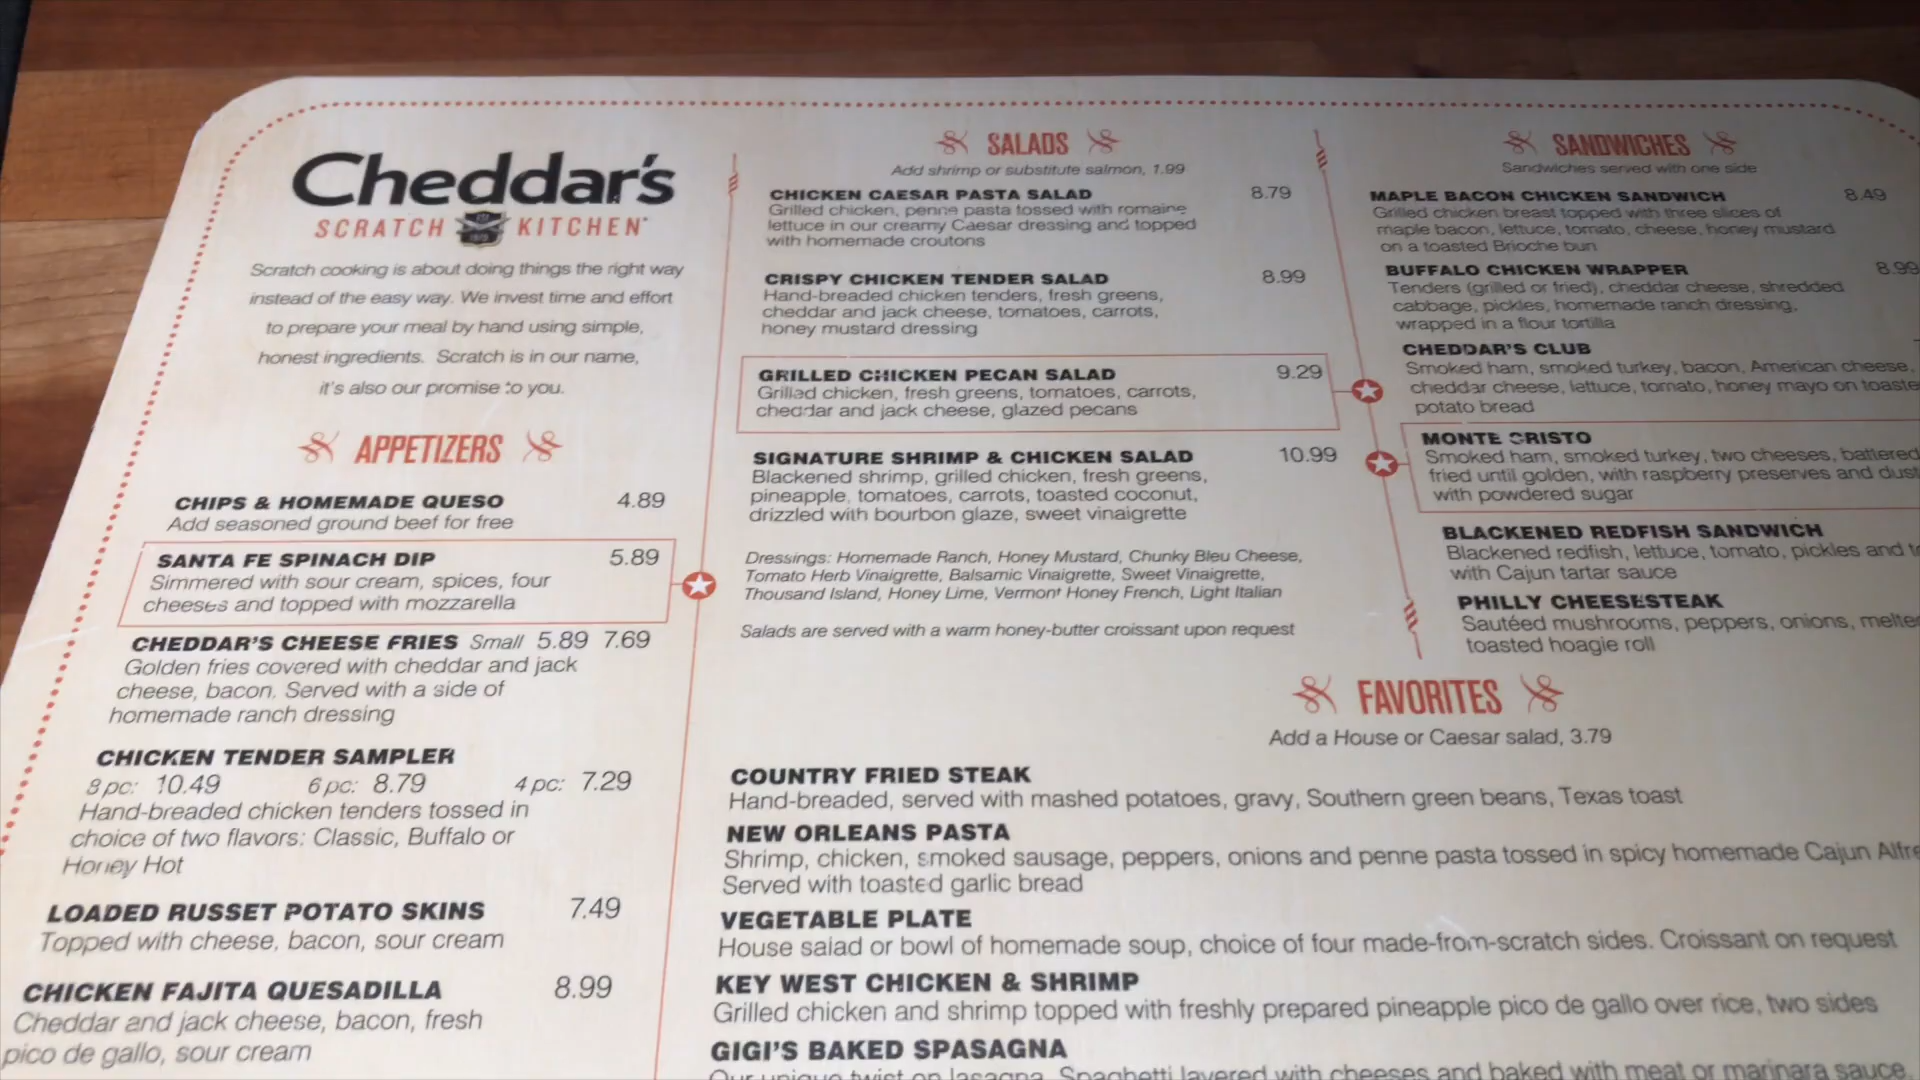 Cheddar's
SCRATCH KITCHEN
Scratch cooking is about doing things the right way
instead of the easy way. We invest time and effort
to prepare your meal by hand using simple,
honest ingredients. Scratch is in our name,
it's also our promise to you.
APPETIZERS
CHIPS & HOMEMADE QUESO 4.89
Add seasoned ground beef for free
SANTA FE SPINACH DIP 5.89
Simmered with sour cream, spices, four
cheeses and topped with mozzarella
CHEDDAR'S CHEESE FRIES Small 5.89 7.69
Golden fries covered with cheddar and jack
cheese, bacon. Served with a side of
homemade ranch dressing
CHICKEN TENDER SAMPLER
8 pc: 10.49 6 pc: 8.79 4 pc: 7.29
Hand-breaded chicken tenders tossed in
choice of two flavors: Classic, Buffalo or
Honey Hot
LOADED RUSSET POTATO SKINS 7.49
Topped with cheese, bacon, sour cream
CHICKEN FAJITA QUESADILLA 8.99
Cheddar and jack cheese, bacon, fresh
pico de gallo, sour cream
SALADS
Add shrimp or substitute salmon, 1.99
CHICKEN CAESAR PASTA SALAD 8.79
Grilled chicken, penne pasta tossed with romaine
lettuce in our creamy Caesar dressing and topped
with homemade croutons
CRISPY CHICKEN TENDER SALAD 8.99
Hand-breaded chicken tenders, fresh greens,
cheddar and jack cheese, tomatoes, carrots,
honey mustard dressing
GRILLED CHICKEN PECAN SALAD 9.29
Grilled chicken, fresh greens, tomatoes, carrots,
cheddar and jack cheese, glazed pecans
SIGNATURE SHRIMP & CHICKEN SALAD 10.99
Blackened shrimp, grilled chicken, fresh greens,
pineapple, tomatoes, carrots, toasted coconut,
drizzled with bourbon glaze, sweet vinaigrette
Dressings: Homemade Ranch, Honey Mustard, Chunky Bleu Cheese,
Tomato Herb Vinaigrette, Balsamic Vinaigrette, Sweet Vinaigrette,
Thousand Island, Honey Lime, Vermont Honey French, Light Italian
Salads are served with a warm honey-butter croissant upon request
SANDWICHES
Sandwiches served with one side
MAPLE BACON CHICKEN SANDWICH 8.49
Grilled chicken breast topped with three slices of
maple bacon, lettuce, tomato, cheese, honey mustard
on a toasted Brioche bun
BUFFALO CHICKEN WRAPPER 8.99
Tenders (grilled or fried), cheddar cheese, shredded
cabbage, pickles, homemade ranch dressing,
wrapped in a flour tortilla
CHEDDAR'S CLUB
Smoked ham, smoked turkey, bacon, American cheese,
cheddar cheese, lettuce, tomato, honey mayo on toaste
potato bread
MONTE CRISTO
Smoked ham, smoked turkey, two cheeses, battered
fried until golden, with raspberry preserves and dust
with powdered sugar
BLACKENED REDFISH SANDWICH
Blackened redfish, lettuce, tomato, pickles and
with Cajun tartar sauce
PHILLY CHEESESTEAK
Sautéed mushrooms, peppers, onions, melte
toasted hoagie roll
FAVORITES
Add a House or Caesar salad, 3.79
COUNTRY FRIED STEAK
Hand-breaded, served with mashed potatoes, gravy, Southern green beans, Texas toast
NEW ORLEANS PASTA
Shrimp, chicken, smoked sausage, peppers, onions and penne pasta tossed in spicy homemade Cajun Alfre
Served with toasted garlic bread
VEGETABLE PLATE
House salad or bowl of homemade soup, choice of four made-from-scratch sides. Croissant on request
KEY WEST CHICKEN & SHRIMP
Grilled chicken and shrimp topped with freshly prepared pineapple pico de gallo over rice, two sides
GIGI'S BAKED SPASAGNA
Our unique twist on lasagna. Spaghetti layered with cheeses and baked with meat or marinara sauce.